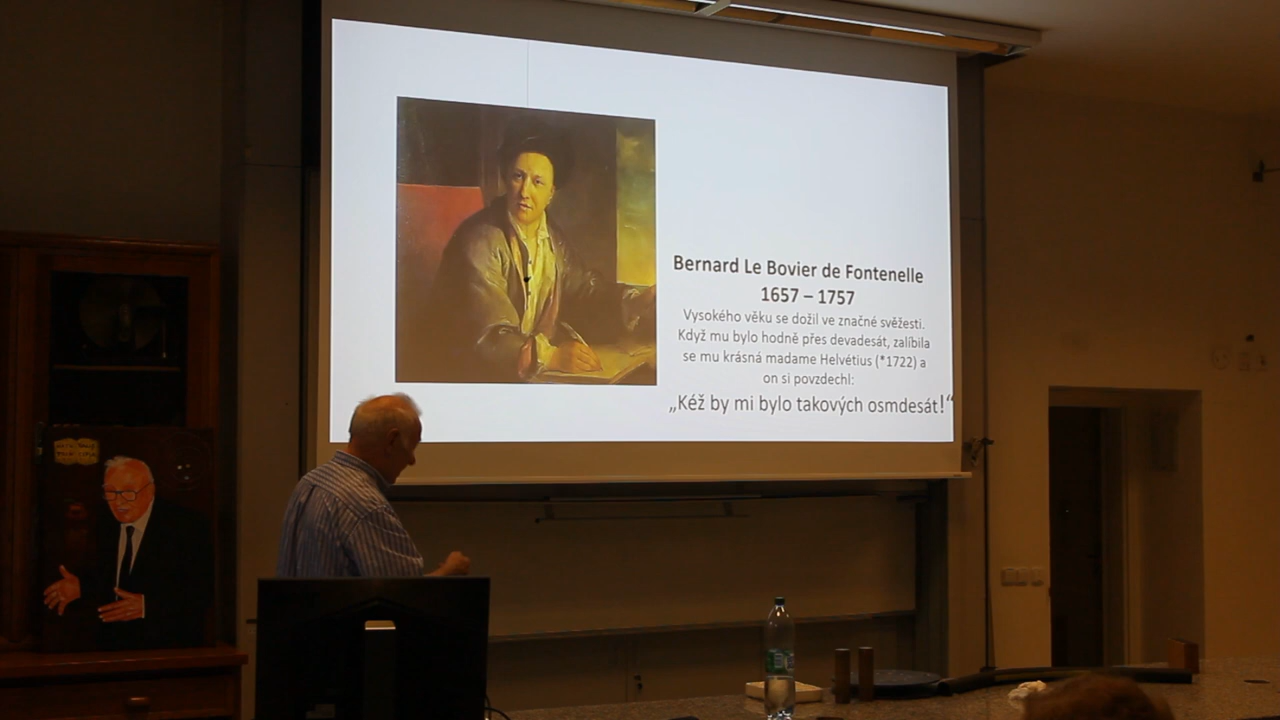 Bernard Le Bovier de Fontenelle
1657 – 1757
Vysokého věku se dožil ve značné svěžesti.
Když mu bylo hodně přes devadesát, zalíbila
se mu krásná madame Helvétius (*1722) a
on si povzdechl:
„Kéž by mi bylo takových osmdesát!“